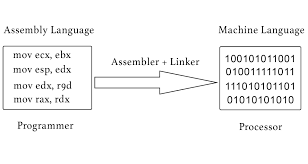 Assembly Language
Machine Language
mov ecx, ebx
mov esp, edx
mov edx, r9d
mov rax, rdx
Assembler + Linker
100101011001
010011111011
111010101101
01010101010
Programmer
Processor